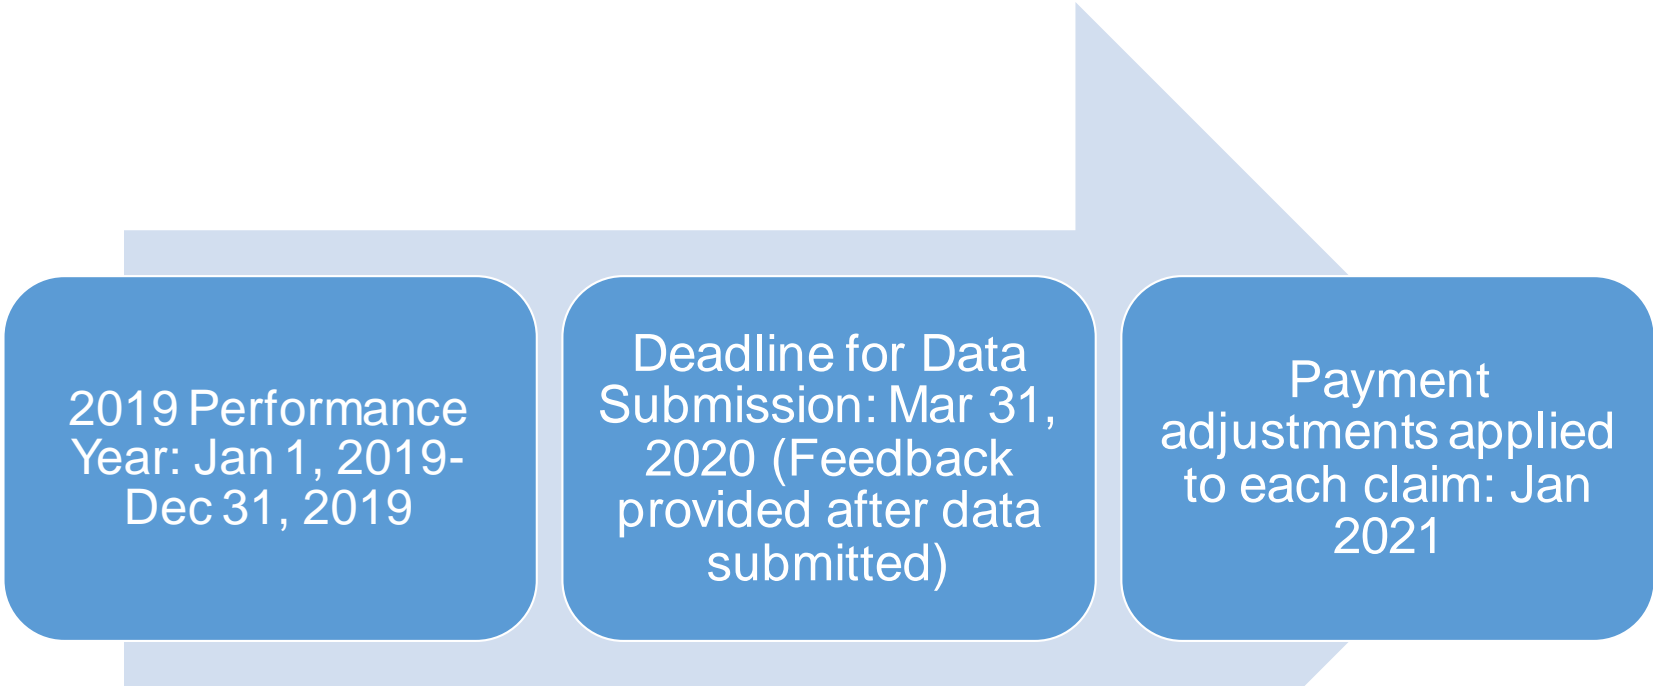 2019 Performance
Year: Jan 1, 2019-
Dec 31, 2019
Deadline for Data
Submission: Mar 31,
2020 (Feedback
provided after data
submitted)
Payment
adjustments applied
to each claim: Jan
2021